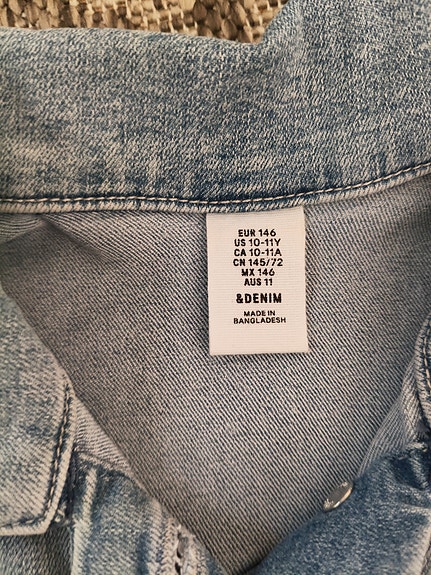 EUR 146
US 10-11Y
CA 10-11A
CN 145/72
MX 146
AUS 11
&DENIM
MADE IN
BANGLADESH